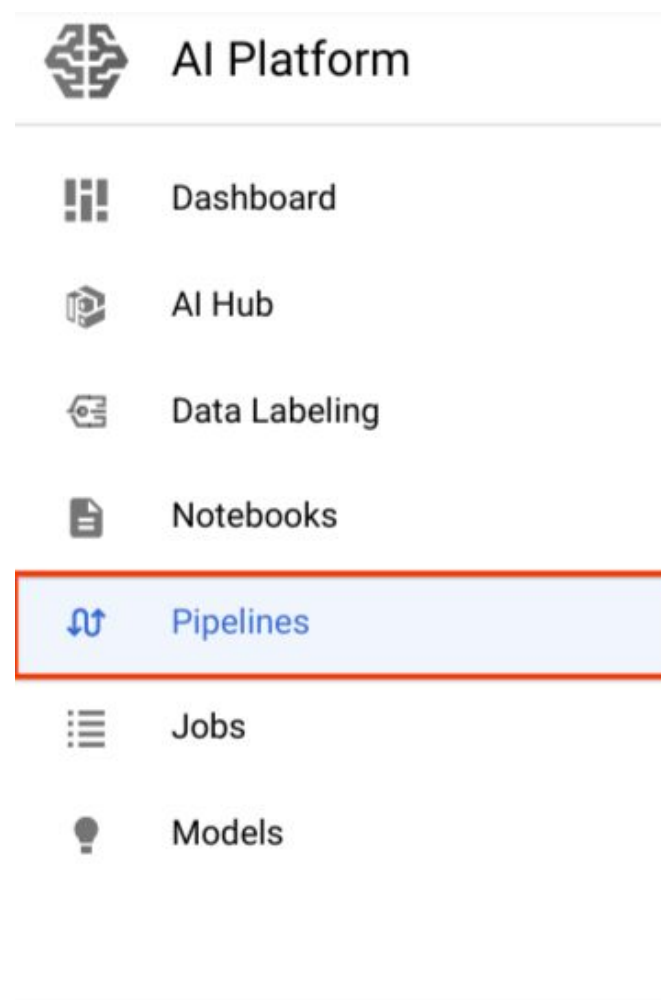 AI Platform
Dashboard
AI Hub
Data Labeling
Notebooks
Pipelines
Jobs
Models